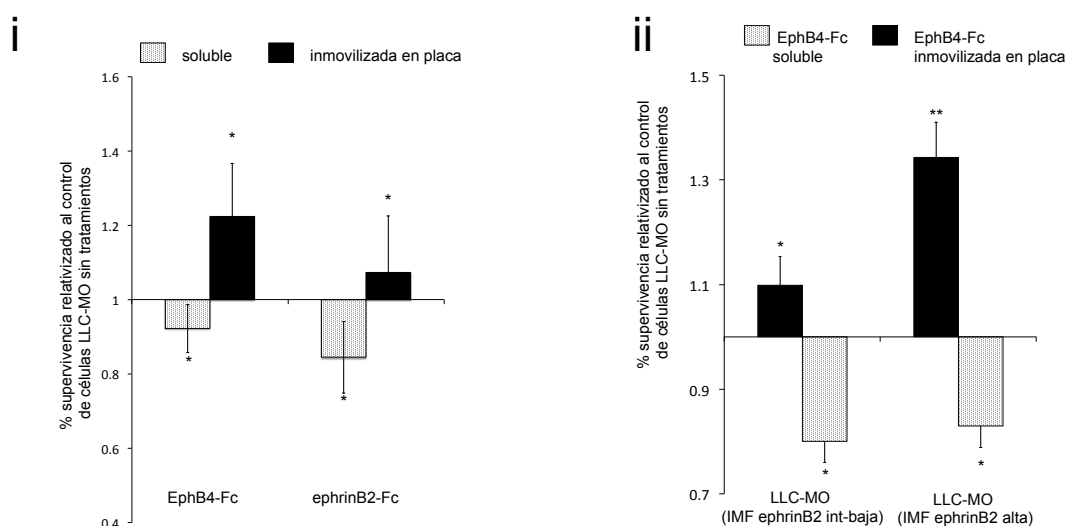 i
soluble
inmovilizada en placa
% supervivencia relativizado al control
de células LLC-MO sin tratamientos
1.6
1.4
1.2
1
0.8
0.6
0.4
*
*
*
*
EphB4-Fc
ephrinB2-Fc
ii
EphB4-Fc
soluble
EphB4-Fc
inmovilizada en placa
% supervivencia relativizado al control
de células LLC-MO sin tratamientos
1.5
1.3
1.1
0.9
0.7
*
**
*
*
LLC-MO
(IMF ephrinB2 int-baja)
LLC-MO
(IMF ephrinB2 alta)